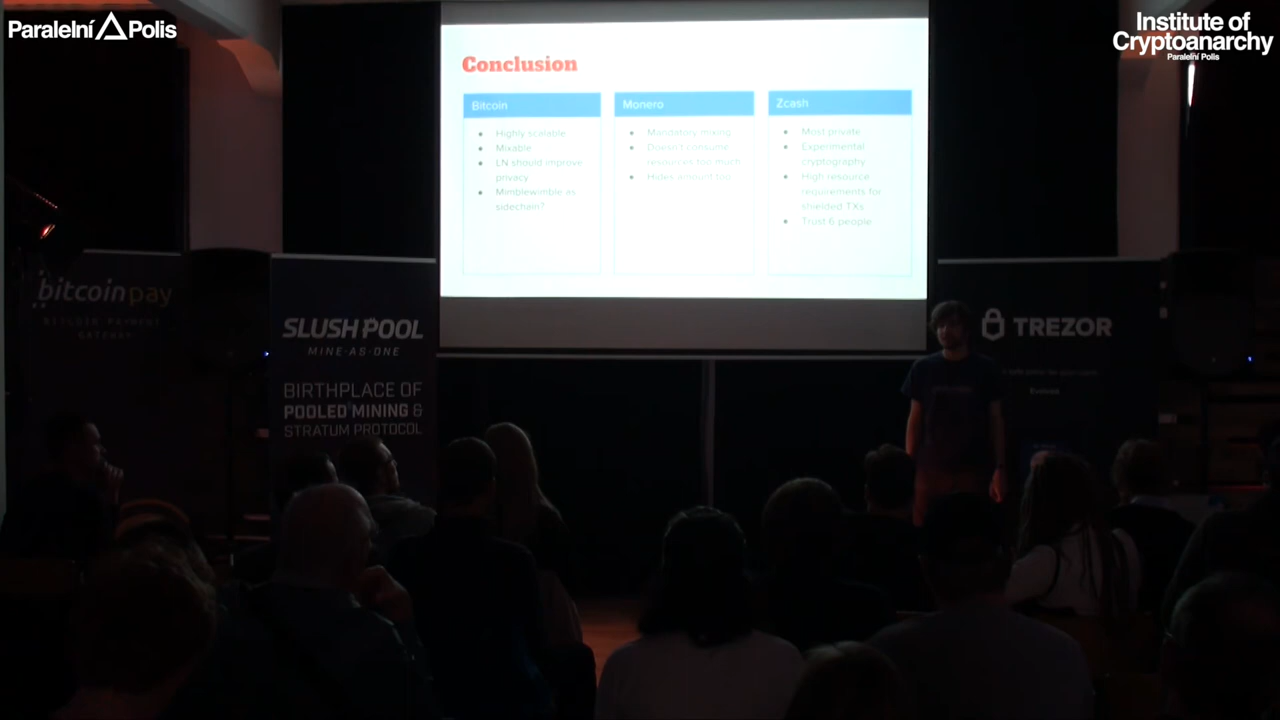 Paralelní Polis
Institute of
Cryptoanarchy
Paralelní Polis
Conclusion
Bitcoin
Highly scalable
Mixable
LN should improve
privacy
Mimblewimble as
sidechain?
Monero
Mandatory mixing
Doesn't consume
resources too much
Hides amount too
Zcash
Most private
Experimental
cryptography
High resource
requirements for
shielded TXs
Trust 6 people
bitcoinpay
BITCOIN PAYMENT
GATEWAY
SLUSH POOL
MINE-AS-ONE
BIRTHPLACE OF
POOLED MINING &
STRATUM PROTOCOL
TREZOR